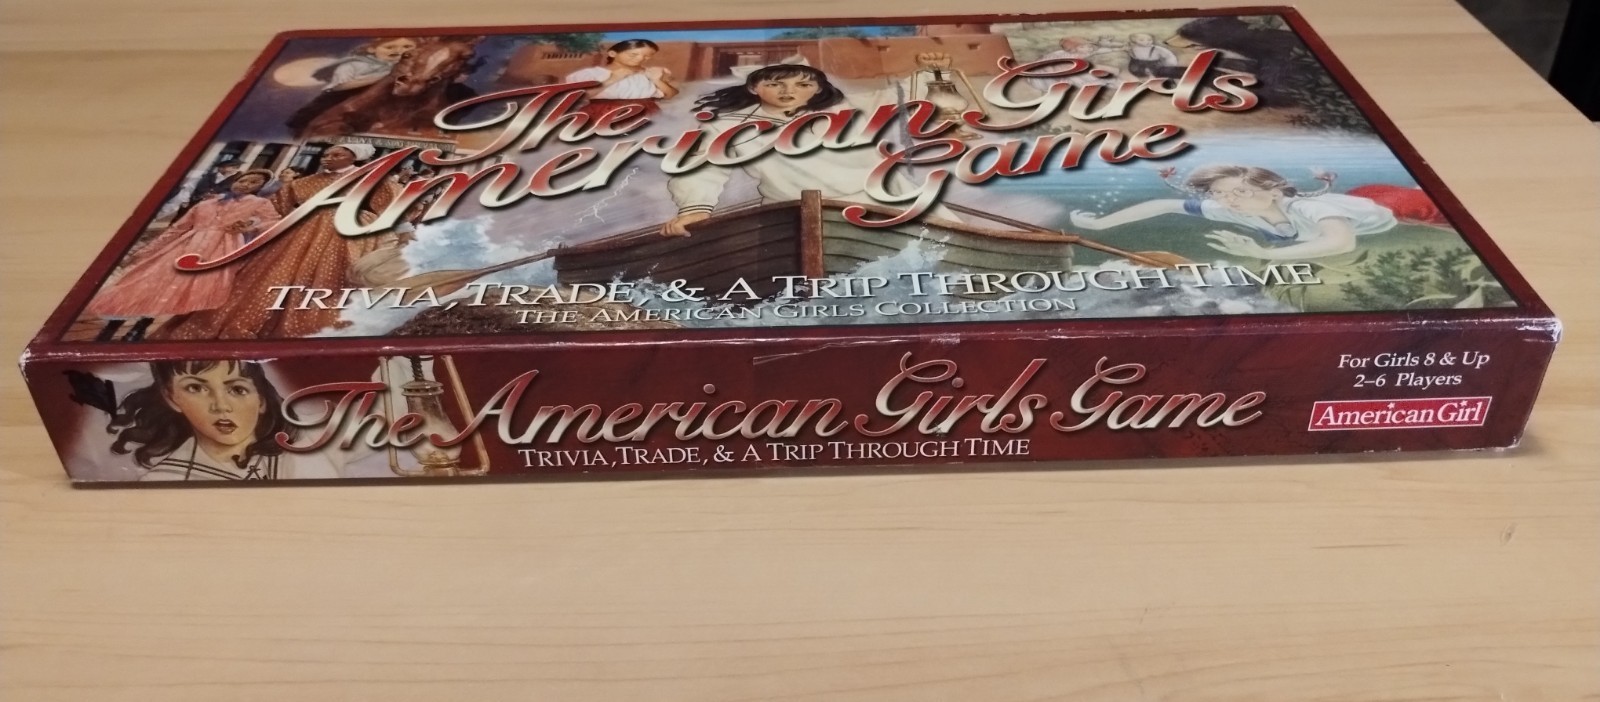 The
American Girls
Game
TRIVIA, TRADE, & A TRIP THROUGH TIME
THE AMERICAN GIRLS COLLECTION
The American Girls Game
TRIVIA, TRADE, & A TRIP THROUGH TIME
For Girls 8 & Up
2–6 Players
American Girl